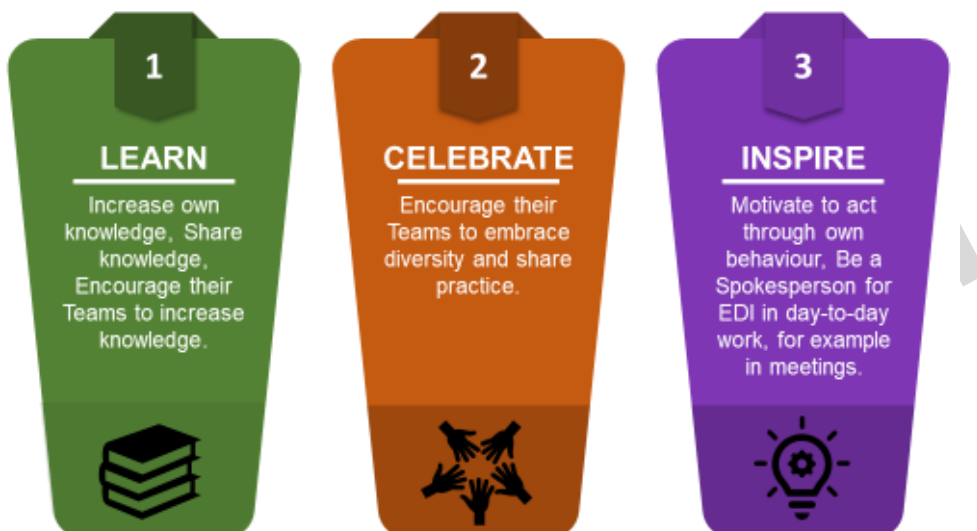 1
LEARN
Increase own
knowledge, Share
knowledge,
Encourage their
Teams to increase
knowledge.
2
CELEBRATE
Encourage their
Teams to embrace
diversity and share
practice.
3
INSPIRE
Motivate to act
through own
behaviour, Be a
Spokesperson for
EDI in day-to-day
work, for example
in meetings.